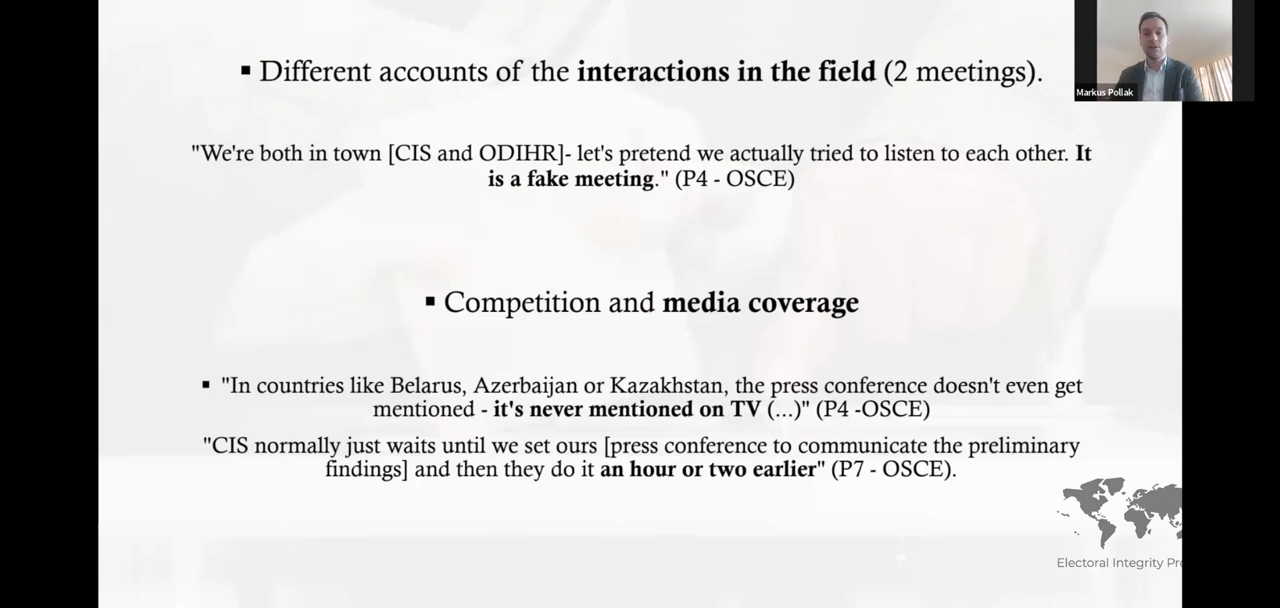 ▪ Different accounts of the interactions in the field (2 meetings).
Markus Pollak
"We're both in town [CIS and ODIHR]- let's pretend we actually tried to listen to each other. It
is a fake meeting." (P4 - OSCE)
▪ Competition and media coverage
▪ "In countries like Belarus, Azerbaijan or Kazakhstan, the press conference doesn't even get
mentioned - it's never mentioned on TV (...)" (P4 -OSCE)
"CIS normally just waits until we set ours [press conference to communicate the preliminary
findings] and then they do it an hour or two earlier" (P7 - OSCE).
Electoral Integrity Pr